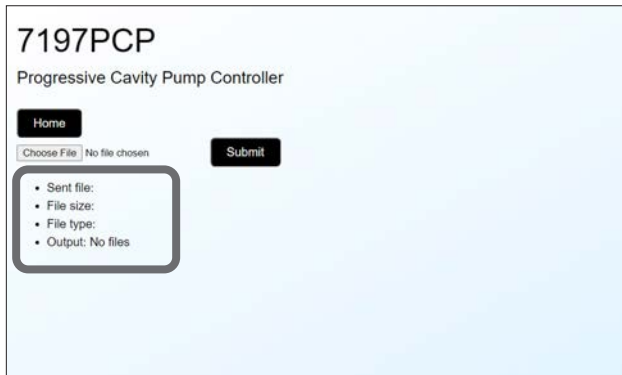 7197PCP
Progressive Cavity Pump Controller
Home
Choose File No file chosen Submit
• Sent file:
• File size:
• File type:
• Output: No files